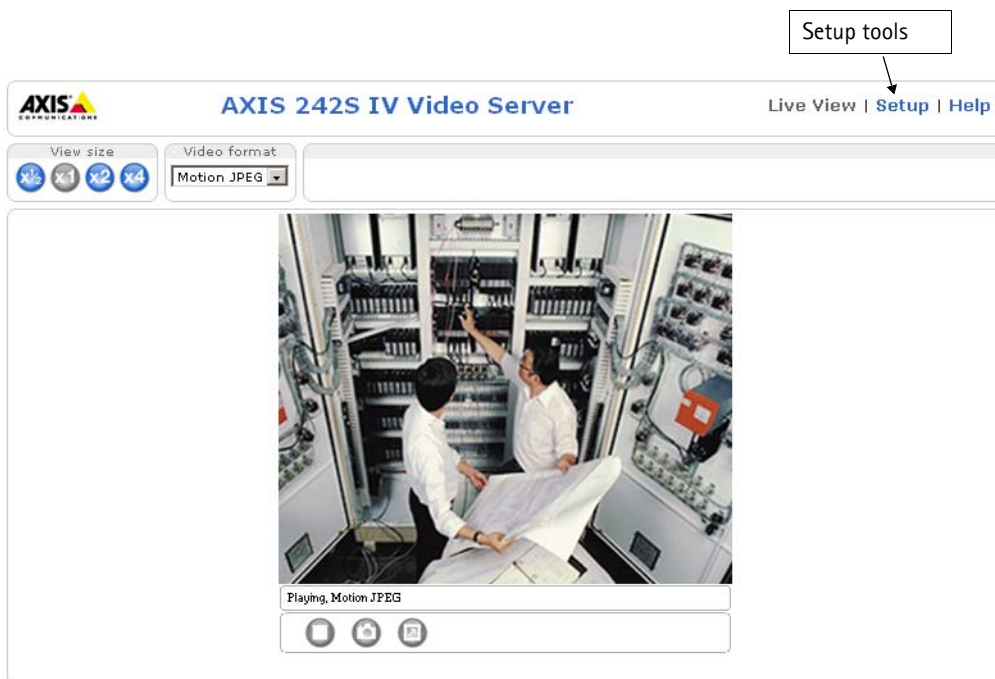 Setup tools
AXIS
COMMUNICATIONS
AXIS 242S IV Video Server
Live View | Setup | Help
View size
Video format
x½ x1 x2 x4
Motion JPEG
Playing, Motion JPEG